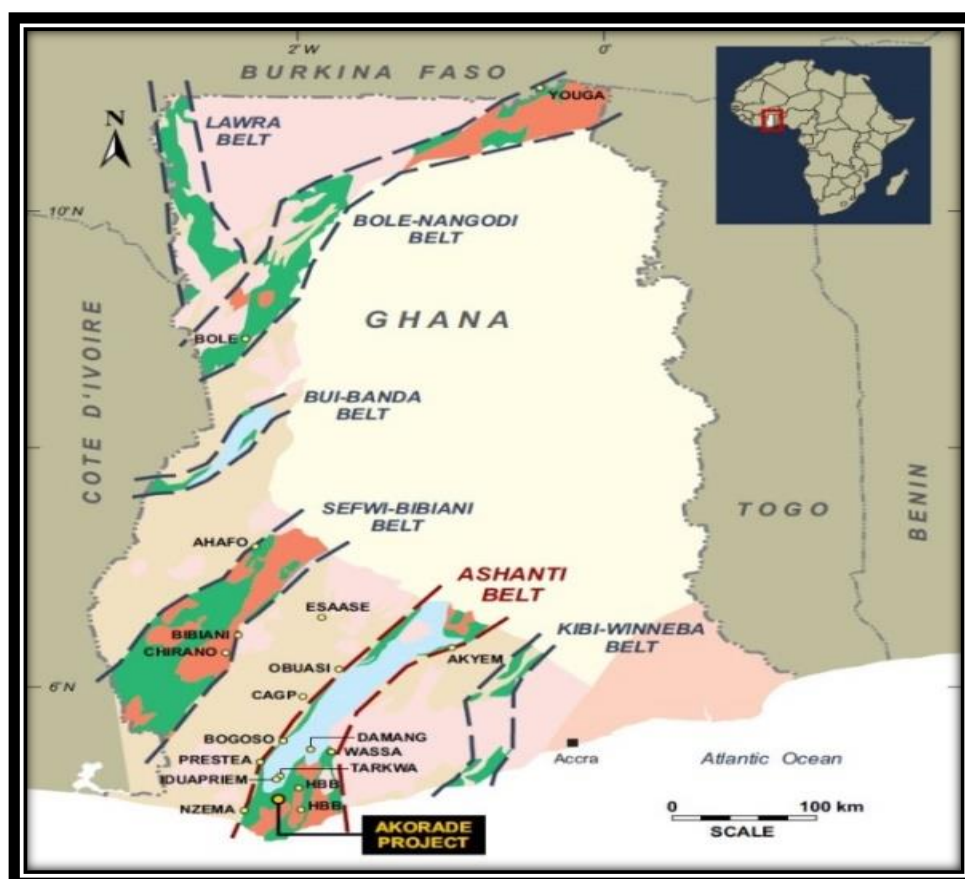 2° W
0°
BURKINA FASO
YOUGA
N
LAWRA
BELT
10° N
BOLE-NANGODI
BELT
GHANA
BOLE
COTE D'IVOIRE
BUI-BANDA
BELT
SEFWI-BIBIANI
BELT
TOGO
BENIN
AHAFO
ASHANTI
BELT
ESAASE
KIBI-WINNEBA
BELT
BIBIANI
CHIRANO
AKYEM
OBUASI
6° N
CAGP
BOGOSO
DAMANG
WASSA
PRESTEA
TARKWA
IDUAPRIEM
HBB
NZEMA
HBB
Accra
Atlantic Ocean
0
100 km
SCALE
AKORADE
PROJECT